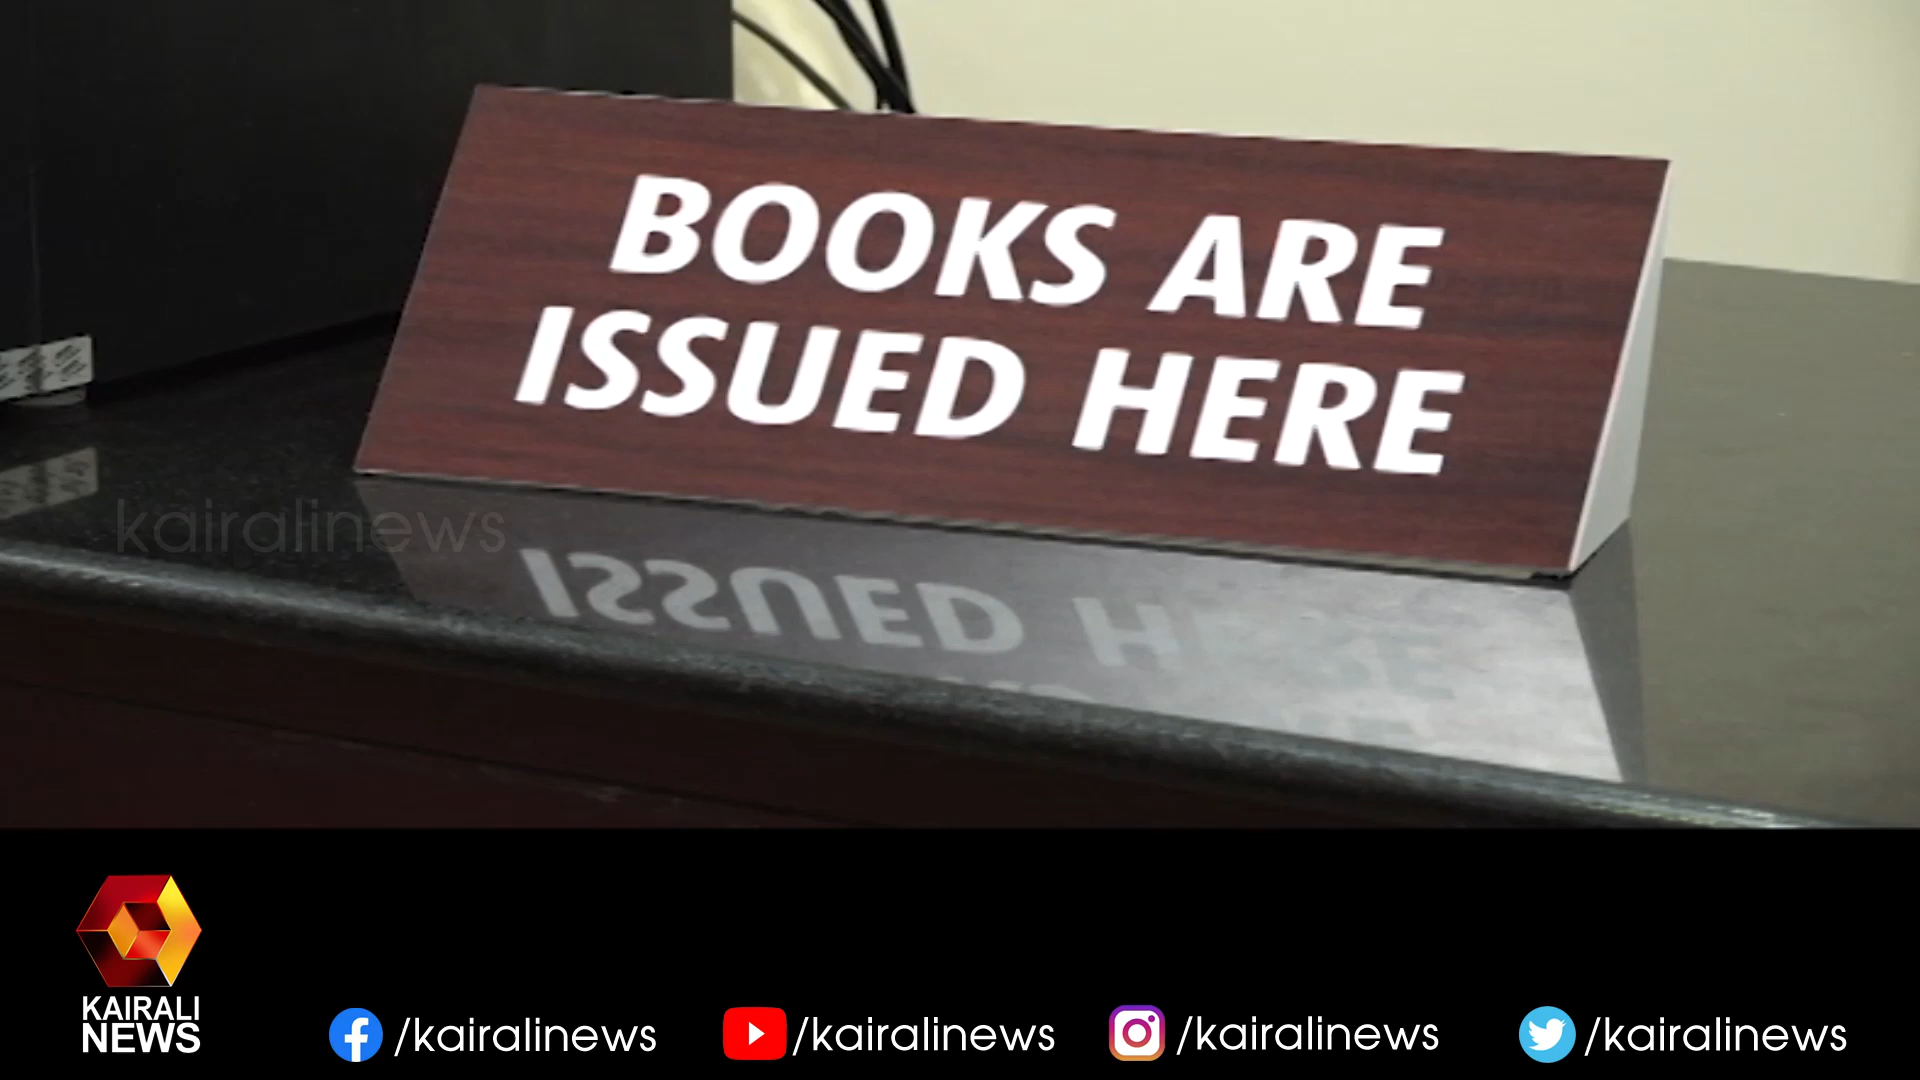 BOOKS ARE
ISSUED HERE
kairalinews
KAIRALI
NEWS
/kairalinews
/kairalinews
/kairalinews
/kairalinews